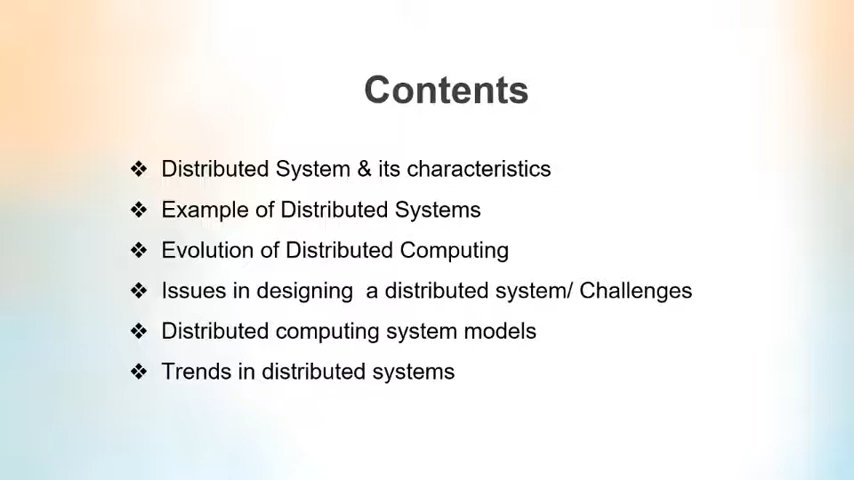 Contents
❖ Distributed System & its characteristics
❖ Example of Distributed Systems
❖ Evolution of Distributed Computing
❖ Issues in designing  a distributed system/ Challenges
❖ Distributed computing system models
❖ Trends in distributed systems